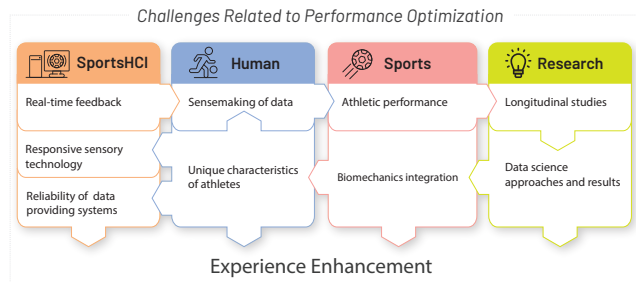 Challenges Related to Performance Optimization
SportsHCI
Human
Sports
Research
Real-time feedback
Sensemaking of data
Athletic performance
Longitudinal studies
Responsive sensory
technology
Unique characteristics
of athletes
Biomechanics integration
Data science
approaches and results
Reliability of data
providing systems
Experience Enhancement